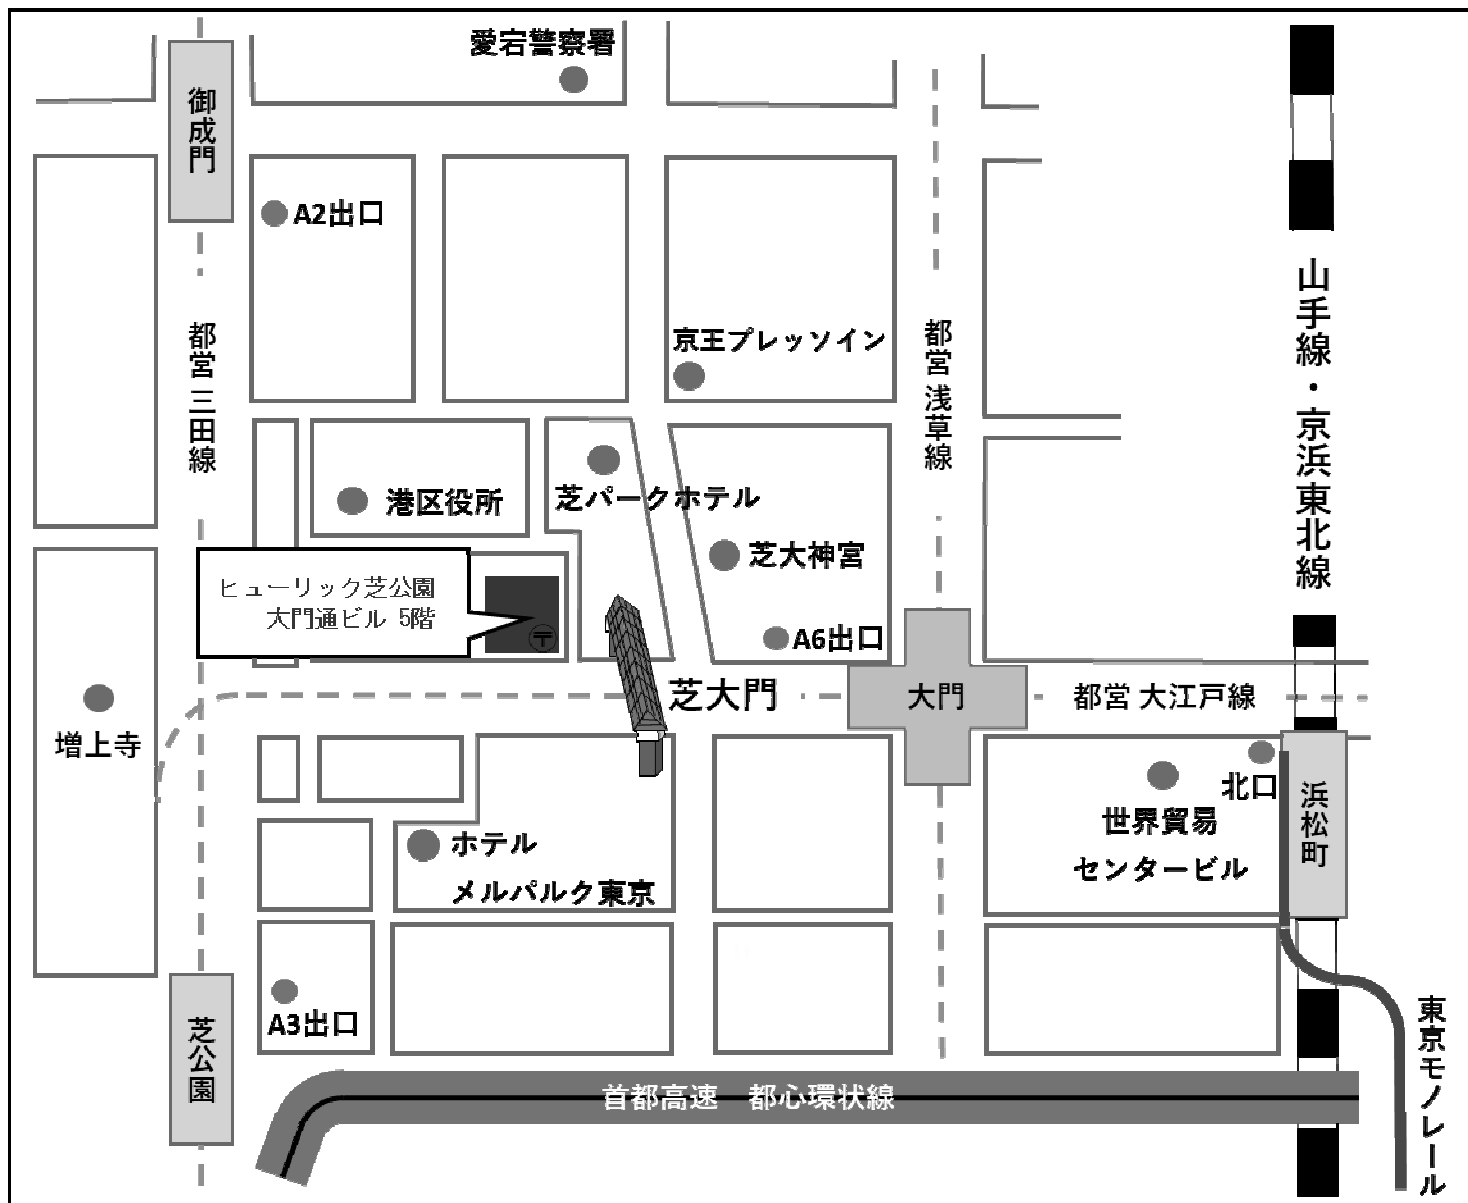 愛宕警察署
御成門
A2出口
京王プレッソイン
都営 三田線
都営 浅草線
山手線・京浜東北線
港区役所
芝パークホテル
芝大神宮
ヒューリック芝公園
大門通ビル 5階
〒
A6出口
芝大門
大門
都営 大江戸線
増上寺
北口
浜松町
世界貿易
センタービル
ホテル
メルパルク東京
A3出口
芝公園
東京モノレール
首都高速 都心環状線